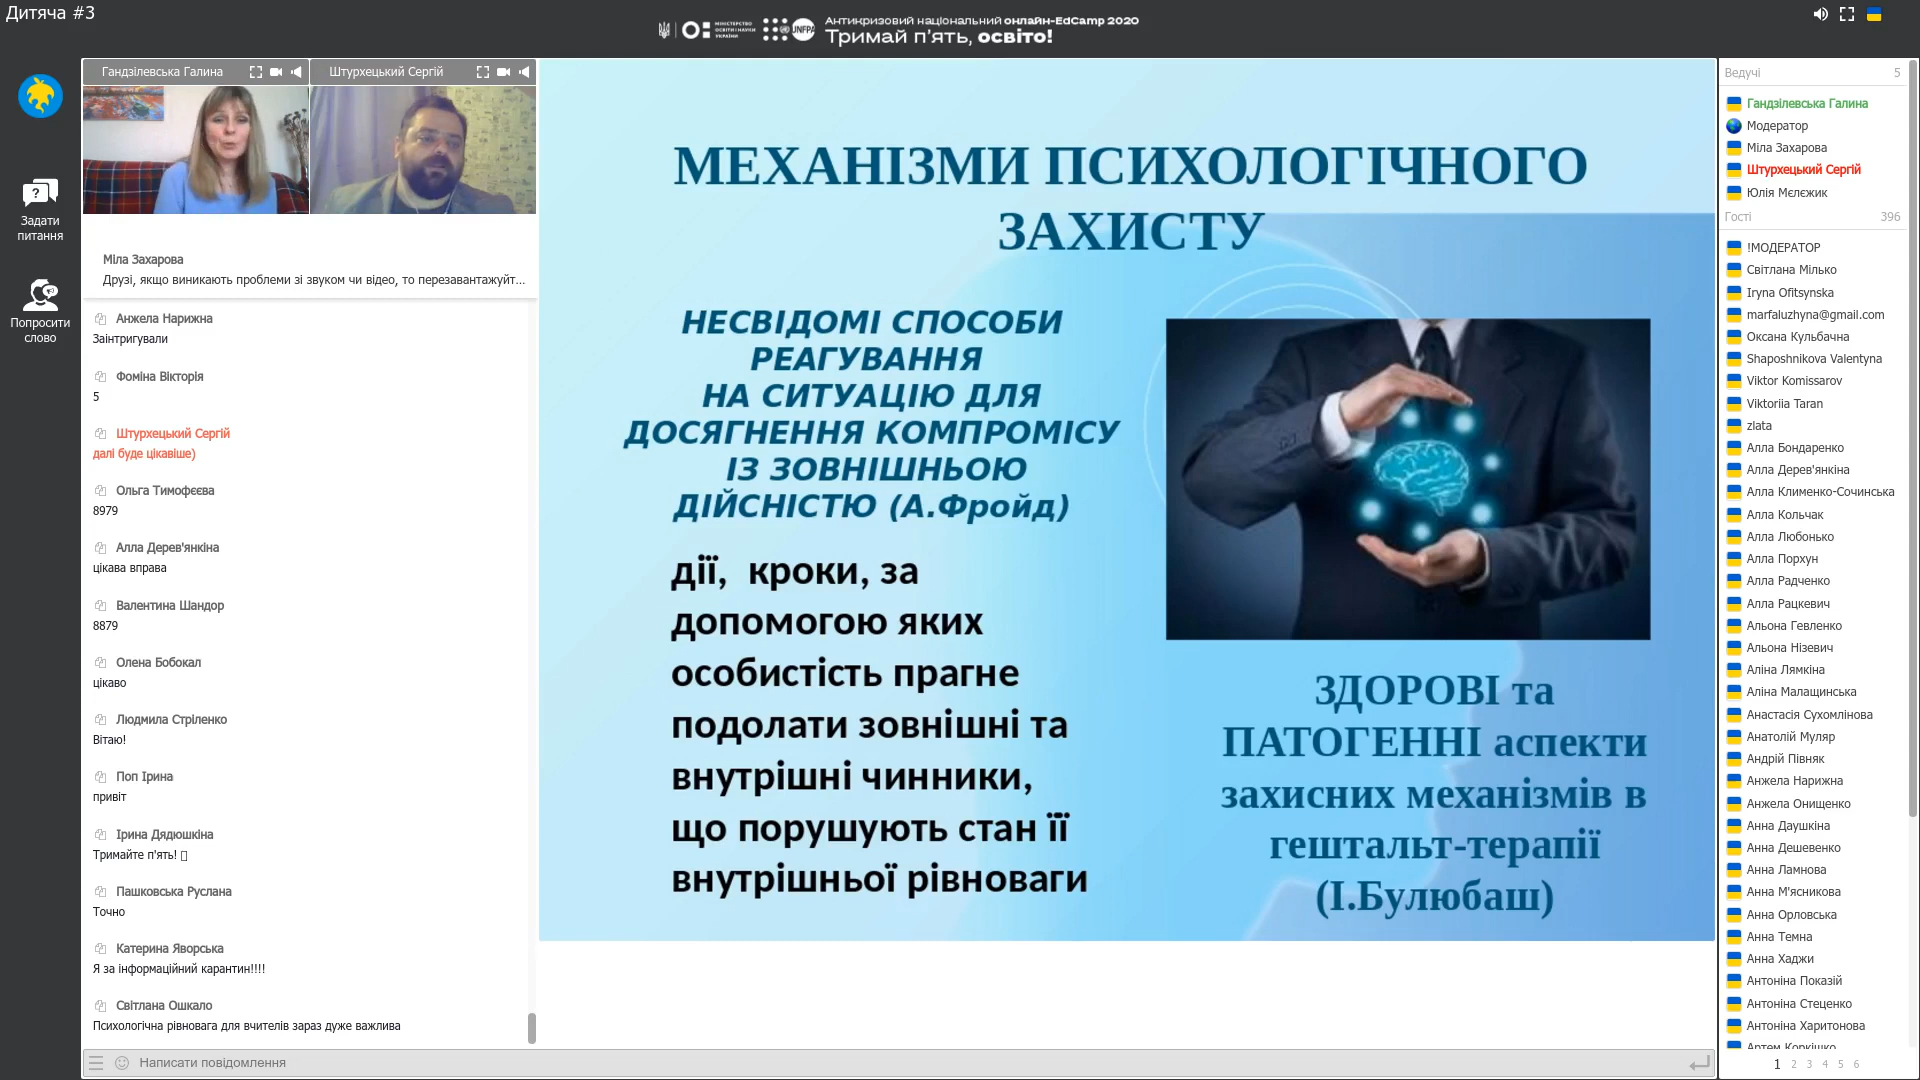 Дитяча #3
МІНІСТЕРСТВО
ОСВІТИ І НАУКИ
УКРАЇНИ
UNFPA
Антикризовий національний онлайн-EdCamp 2020
Тримай п'ять, освіто!
Задати
питання
Попросити
слово
Гандзілевська Галина
Штурхецький Сергій
Міла Захарова
Друзі, якщо виникають проблеми зі звуком чи відео, то перезавантажуйт...
Анжела Нарижна
Заінтригували
Фоміна Вікторія
5
Штурхецький Сергій
далі буде цікавіше)
Ольга Тимофєєва
8979
Алла Дерев'янкіна
цікава вправа
Валентина Шандор
8879
Олена Бобокал
цікаво
Людмила Стріленко
Вітаю!
Поп Ірина
привіт
Ірина Дядюшкіна
Тримайте п'ять!
Пашковська Руслана
Точно
Катерина Яворська
Я за інформаційний карантин!!!!
Світлана Ошкало
Психологічна рівновага для вчителів зараз дуже важлива
Написати повідомлення
МЕХАНІЗМИ ПСИХОЛОГІЧНОГО
ЗАХИСТУ
НЕСВІДОМІ СПОСОБИ
РЕАГУВАННЯ
НА СИТУАЦІЮ ДЛЯ
ДОСЯГНЕННЯ КОМПРОМІСУ
ІЗ ЗОВНІШНЬОЮ
ДІЙСНІСТЮ (А.Фройд)
дії, кроки, за
допомогою яких
особистість прагне
подолати зовнішні та
внутрішні чинники,
що порушують стан її
внутрішньої рівноваги
ЗДОРОВІ та
ПАТОГЕННІ аспекти
захисних механізмів в
гештальт-терапії
(І.Булюбаш)
Ведучі 5
Гандзілевська Галина
Модератор
Міла Захарова
Штурхецький Сергій
Юлія Мєлєжик
Гості 396
!МОДЕРАТОР
Світлана Мілько
Iryna Ofitsynska
marfaluzhyna@gmail.com
Оксана Кульбачна
Shaposhnikova Valentyna
Viktor Komissarov
Viktoriia Taran
zlata
Алла Бондаренко
Алла Дерев'янкіна
Алла Клименко-Сочинська
Алла Кольчак
Алла Любонько
Алла Порхун
Алла Радченко
Алла Рацкевич
Альона Гевленко
Альона Нізевич
Аліна Лямкіна
Аліна Малащинська
Анастасія Сухомлінова
Анатолій Муляр
Андрій Півняк
Анжела Нарижна
Анжела Онищенко
Анна Даушкіна
Анна Дешевенко
Анна Ламнова
Анна М'ясникова
Анна Орловська
Анна Темна
Анна Хаджи
Антоніна Показій
Антоніна Стеценко
Антоніна Харитонова
Артем Коркішко
1 2 3 4 5 6